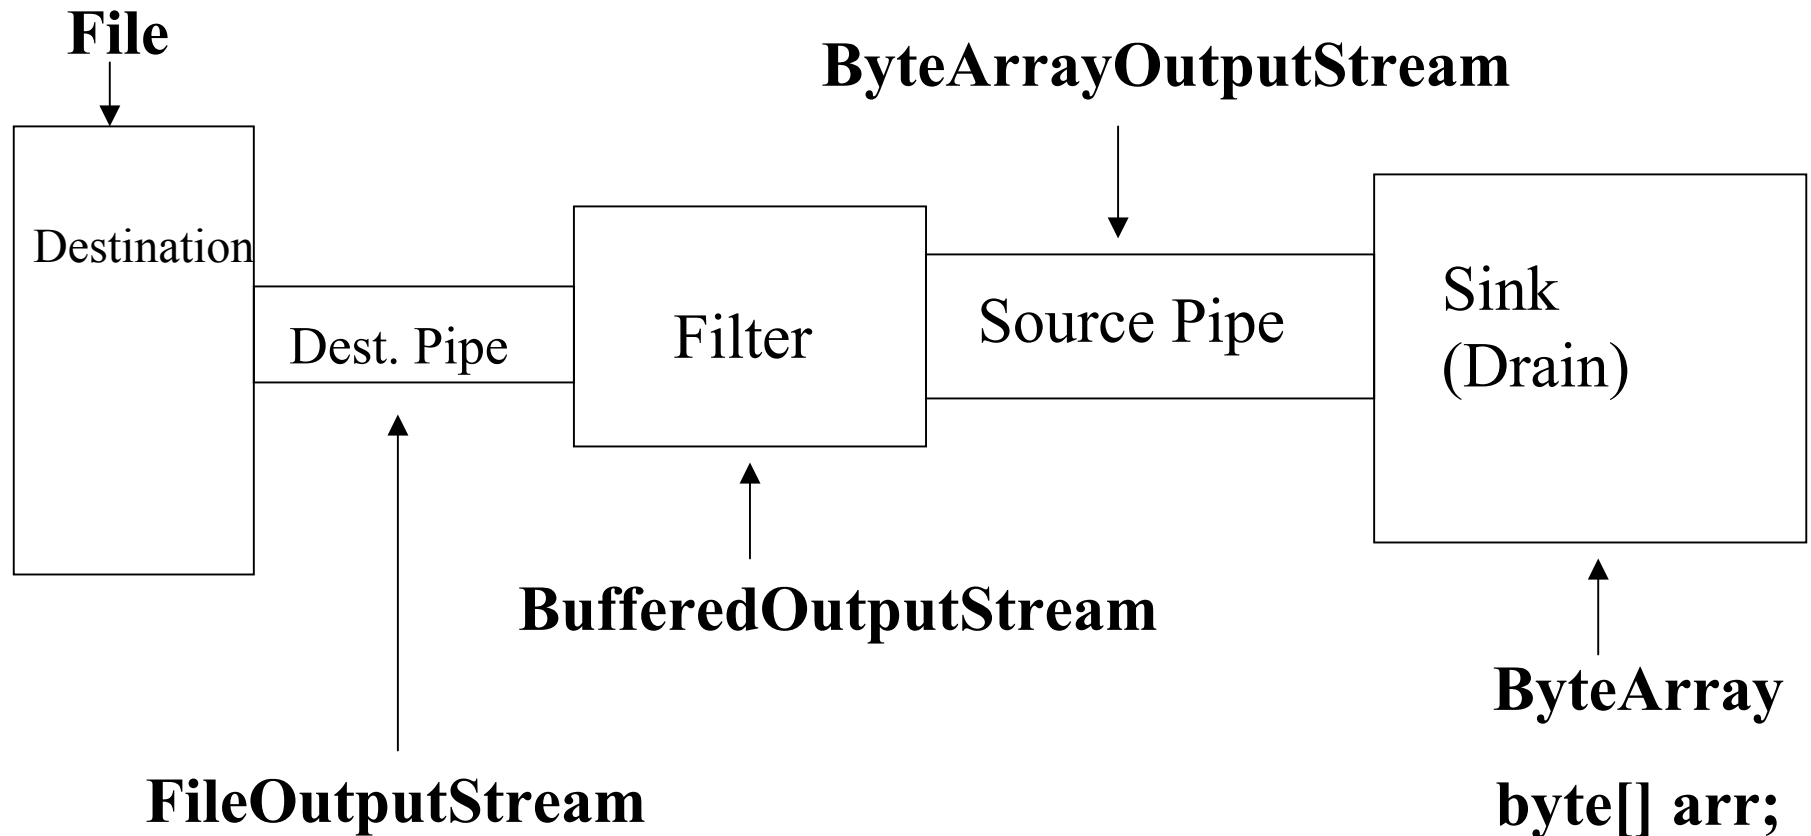 File
ByteArrayOutputStream
Destination
Dest. Pipe
Filter
Source Pipe
Sink
(Drain)
BufferedOutputStream
ByteArray
FileOutputStream
byte[] arr;